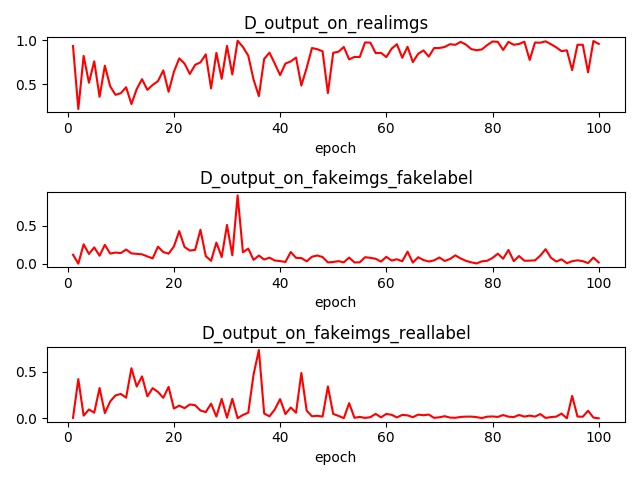 D_output_on_realimgs
1.0
0.5
0 20 40 60 80 100
epoch
D_output_on_fakeimgs_fakelabel
0.5
0.0
0 20 40 60 80 100
epoch
D_output_on_fakeimgs_reallabel
0.5
0.0
0 20 40 60 80 100
epoch